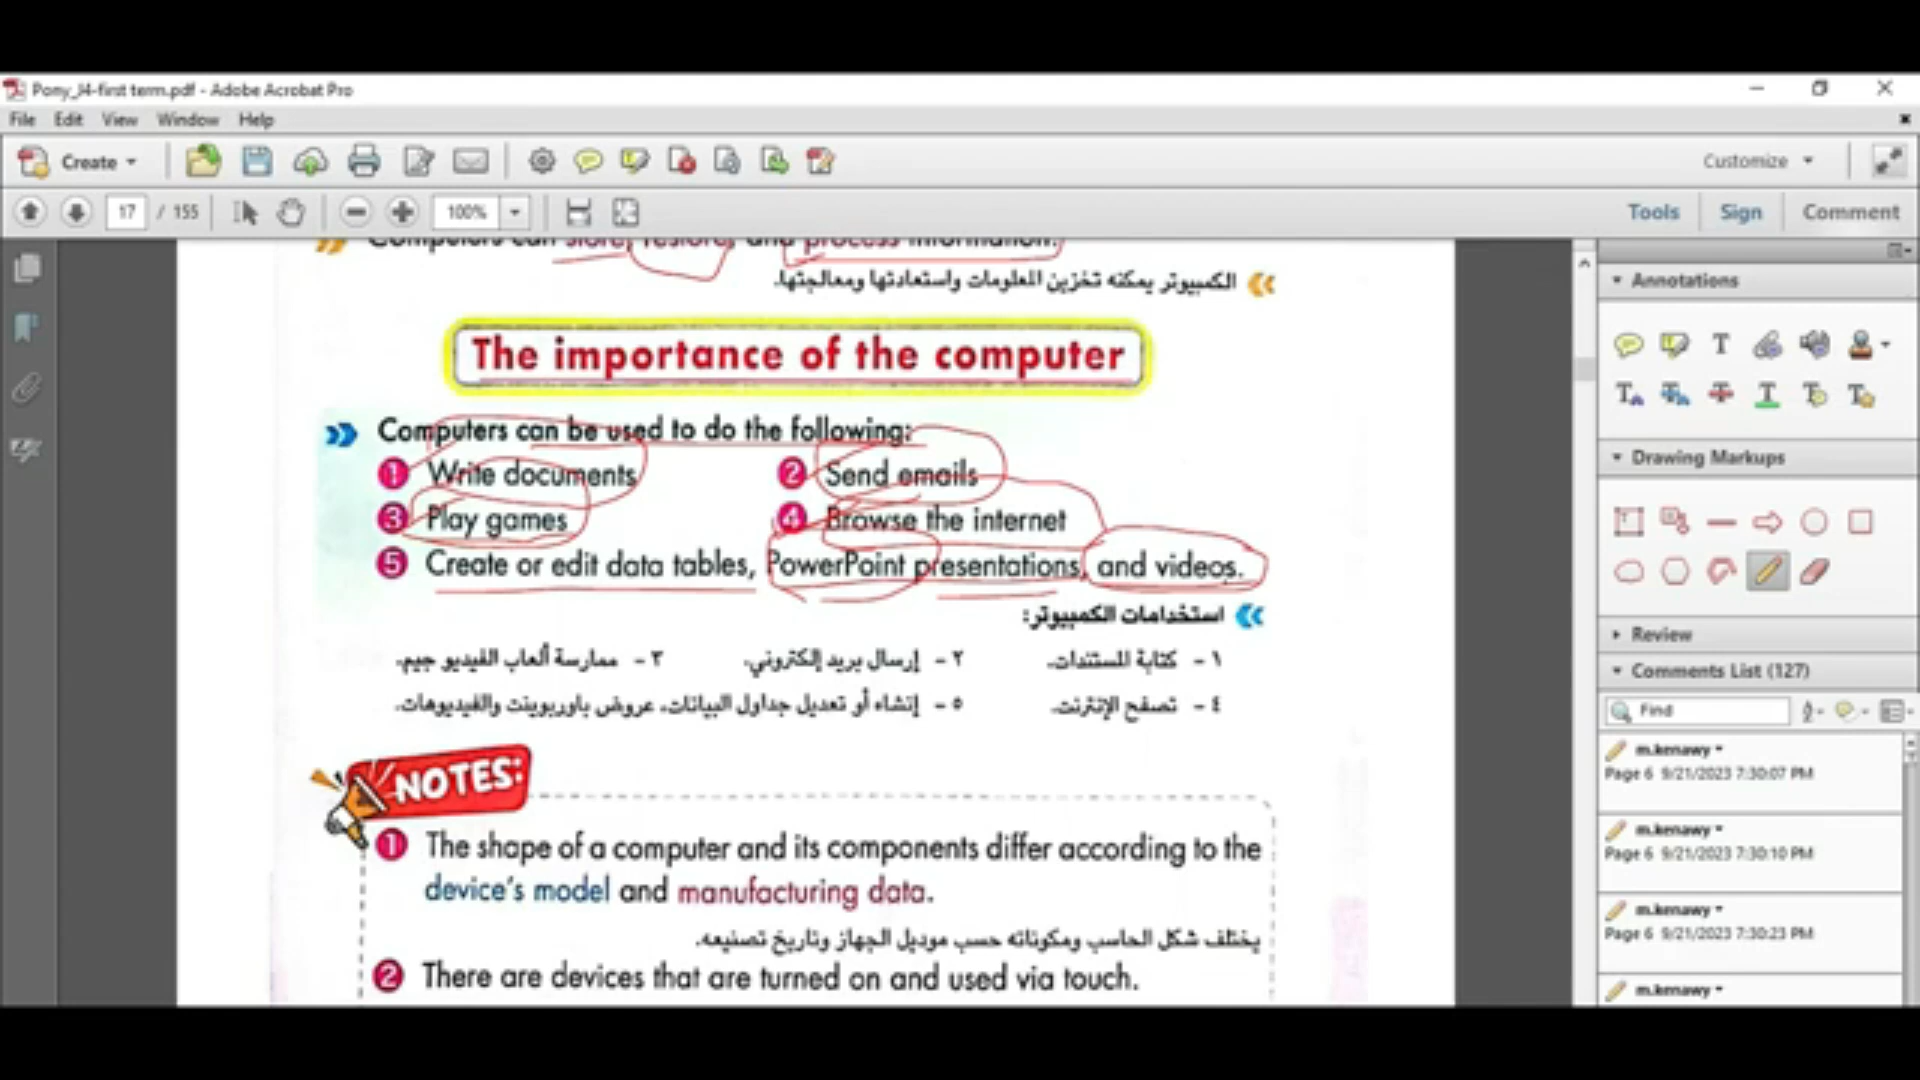 Pony_J4-first term.pdf - Adobe Acrobat Pro
File Edit View Window Help
Create Customize
17 / 155 100% Tools Sign Comment
Computers can store, restore, and process information.
الكمبيوتر يمكنه تخزين المعلومات واستعادتها ومعالجتها.
The importance of the computer
Computers can be used to do the following:
1 Write documents 2 Send emails
3 Play games 4 Browse the internet
5 Create or edit data tables, PowerPoint presentations, and videos.
استخدامات الكمبيوتر:
١ - كتابة المستندات. ٢ - إرسال بريد إلكتروني. ٣ - ممارسة ألعاب الفيديو جيم.
٤ - تصفح الإنترنت. ٥ - إنشاء أو تعديل جداول البيانات، عروض باوربوينت والفيديوهات.
NOTES:
1 The shape of a computer and its components differ according to the
device's model and manufacturing data.
يختلف شكل الحاسب ومكوناته حسب موديل الجهاز وتاريخ تصنيعه.
2 There are devices that are turned on and used via touch.
Annotations
Drawing Markups
Review
Comments List (127)
Find
m.kenawy
Page 6 9/21/2023 7:30:07 PM
m.kenawy
Page 6 9/21/2023 7:30:10 PM
m.kenawy
Page 6 9/21/2023 7:30:23 PM
m.kenawy